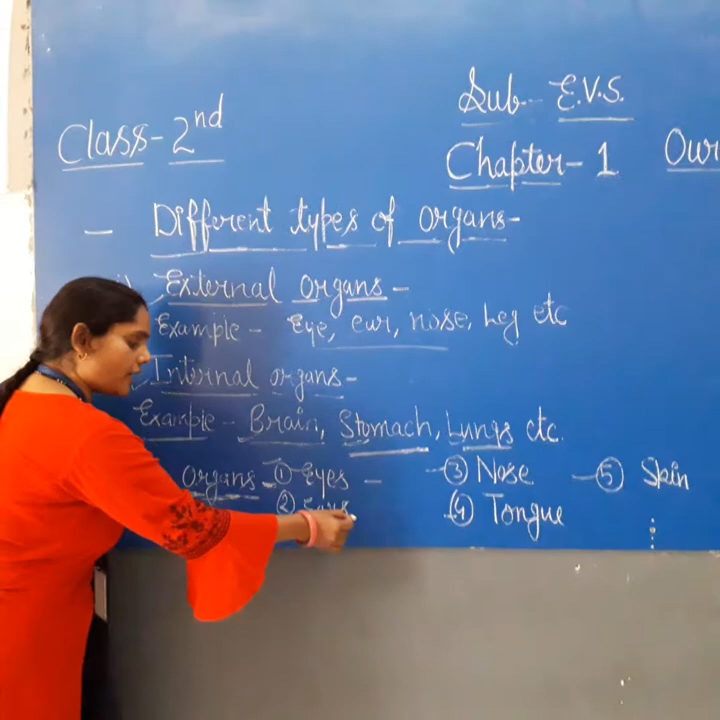 Class- 2nd
Sub- E.V.S.
Chapter- 1 Our
- Different types of organs-
External organs-
Example - Eye, ear, nose, Leg etc
Internal organs-
Example - Brain, Stomach, Lungs etc.
Organs - ① Eyes - - ③ Nose - ⑤ Skin
② Ears ④ Tongue